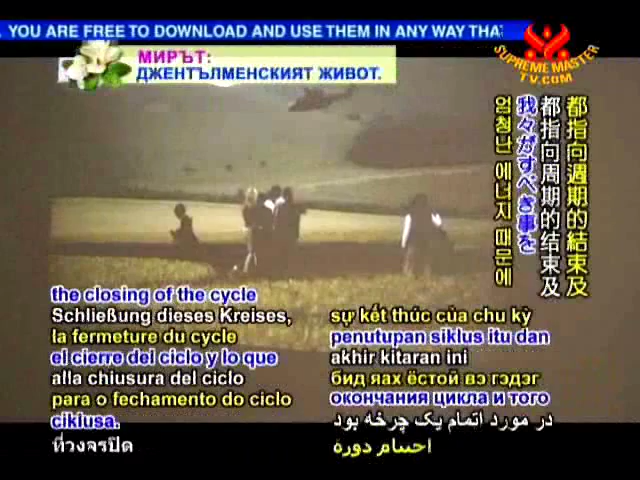 . YOU ARE FREE TO DOWNLOAD AND USE THEM IN ANY WAY THAT
SUPREME MASTER
TV.COM
МИРЪТ:
ДЖЕНТЪЛМЕНСКИЯТ ЖИВОТ.
都指向週期的結束及
都指向周期的结束及
我々がすべき事を
엄청난 에너지 때문에
the closing of the cycle
Schließung dieses Kreises,
la fermeture du cycle
el cierre del ciclo y lo que
alla chiusura del ciclo
para o fechamento do ciclo
ciklusa.
ที่วงจรปิด
sự kết thúc của chu kỳ
penutupan siklus itu dan
akhir kitaran ini
бид яах ёстой вэ гэдэг
окончания цикла и того
در مورد اتمام یک چرخه بود
دورة